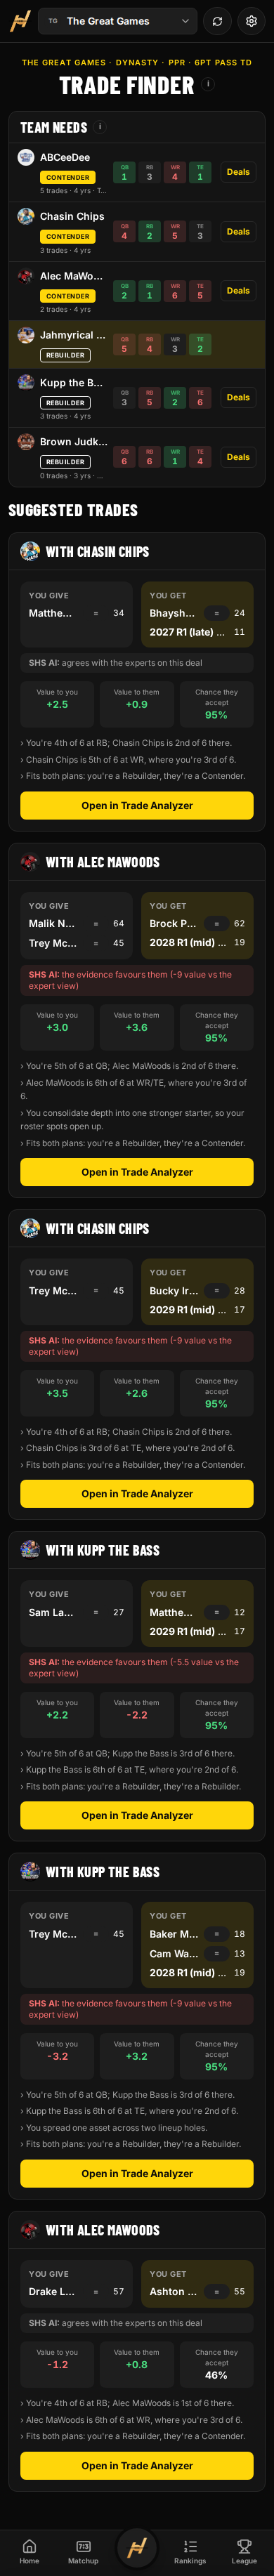 TG The Great Games
THE GREAT GAMES · DYNASTY · PPR · 6PT PASS TD
TRADE FINDER i
TEAM NEEDS i
ABCeeDee
CONTENDER
5 trades · 4 yrs · T...
QB 1 RB 3 WR 4 TE 1
Deals
Chasin Chips
CONTENDER
3 trades · 4 yrs
QB 4 RB 2 WR 5 TE 3
Deals
Alec MaWo...
CONTENDER
2 trades · 4 yrs
QB 2 RB 1 WR 6 TE 5
Deals
Jahmyrical ...
REBUILDER
QB 5 RB 4 WR 3 TE 2
Kupp the B...
REBUILDER
3 trades · 4 yrs
QB 3 RB 5 WR 2 TE 6
Deals
Brown Judk...
REBUILDER
0 trades · 3 yrs · ...
QB 6 RB 6 WR 1 TE 4
Deals
SUGGESTED TRADES
WITH CHASIN CHIPS
YOU GIVE
Matthe... = 34
YOU GET
Bhaysh... = 24
2027 R1 (late) ... 11
SHS AI: agrees with the experts on this deal
Value to you
+2.5
Value to them
+0.9
Chance they accept
95%
› You're 4th of 6 at RB; Chasin Chips is 2nd of 6 there.
› Chasin Chips is 5th of 6 at WR, where you're 3rd of 6.
› Fits both plans: you're a Rebuilder, they're a Contender.
Open in Trade Analyzer
WITH ALEC MAWOODS
YOU GIVE
Malik N... = 64
Trey Mc... = 45
YOU GET
Brock P... = 62
2028 R1 (mid) ... 19
SHS AI: the evidence favours them (-9 value vs the
expert view)
Value to you
+3.0
Value to them
+3.6
Chance they accept
95%
› You're 5th of 6 at QB; Alec MaWoods is 2nd of 6 there.
› Alec MaWoods is 6th of 6 at WR/TE, where you're 3rd of
6.
› You consolidate depth into one stronger starter, so your
roster spots open up.
› Fits both plans: you're a Rebuilder, they're a Contender.
Open in Trade Analyzer
WITH CHASIN CHIPS
YOU GIVE
Trey Mc... = 45
YOU GET
Bucky Ir... = 28
2029 R1 (mid) ... 17
SHS AI: the evidence favours them (-9 value vs the
expert view)
Value to you
+3.5
Value to them
+2.6
Chance they accept
95%
› You're 4th of 6 at RB; Chasin Chips is 2nd of 6 there.
› Chasin Chips is 3rd of 6 at TE, where you're 2nd of 6.
› Fits both plans: you're a Rebuilder, they're a Contender.
Open in Trade Analyzer
WITH KUPP THE BASS
YOU GIVE
Sam La... = 27
YOU GET
Matthe... = 12
2029 R1 (mid) ... 17
SHS AI: the evidence favours them (-5.5 value vs the
expert view)
Value to you
+2.2
Value to them
-2.2
Chance they accept
95%
› You're 5th of 6 at QB; Kupp the Bass is 3rd of 6 there.
› Kupp the Bass is 6th of 6 at TE, where you're 2nd of 6.
› Fits both plans: you're a Rebuilder, they're a Rebuilder.
Open in Trade Analyzer
WITH KUPP THE BASS
YOU GIVE
Trey Mc... = 45
YOU GET
Baker M... = 18
Cam Wa... = 13
2028 R1 (mid) ... 19
SHS AI: the evidence favours them (-9 value vs the
expert view)
Value to you
-3.2
Value to them
+3.2
Chance they accept
95%
› You're 5th of 6 at QB; Kupp the Bass is 3rd of 6 there.
› Kupp the Bass is 6th of 6 at TE, where you're 2nd of 6.
› You spread one asset across two lineup holes.
› Fits both plans: you're a Rebuilder, they're a Rebuilder.
Open in Trade Analyzer
WITH ALEC MAWOODS
YOU GIVE
Drake L... = 57
YOU GET
Ashton ... = 55
SHS AI: agrees with the experts on this deal
Value to you
-1.2
Value to them
+0.8
Chance they accept
46%
› You're 4th of 6 at RB; Alec MaWoods is 1st of 6 there.
› Alec MaWoods is 6th of 6 at WR, where you're 3rd of 6.
› Fits both plans: you're a Rebuilder, they're a Contender.
Open in Trade Analyzer
Home Matchup Rankings League